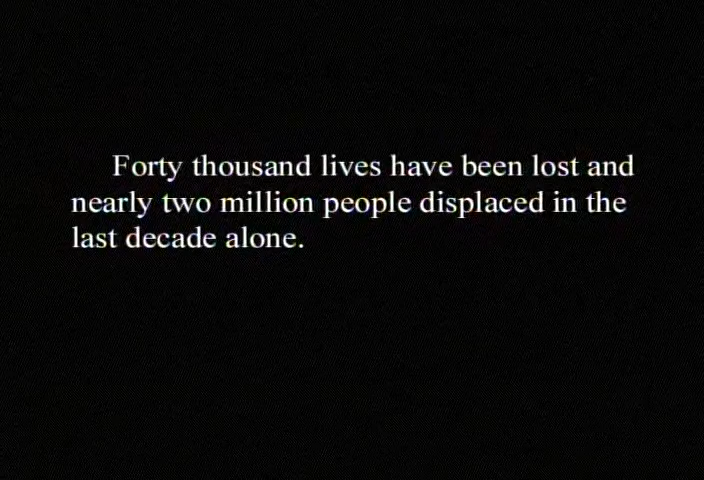 Forty thousand lives have been lost and
nearly two million people displaced in the
last decade alone.